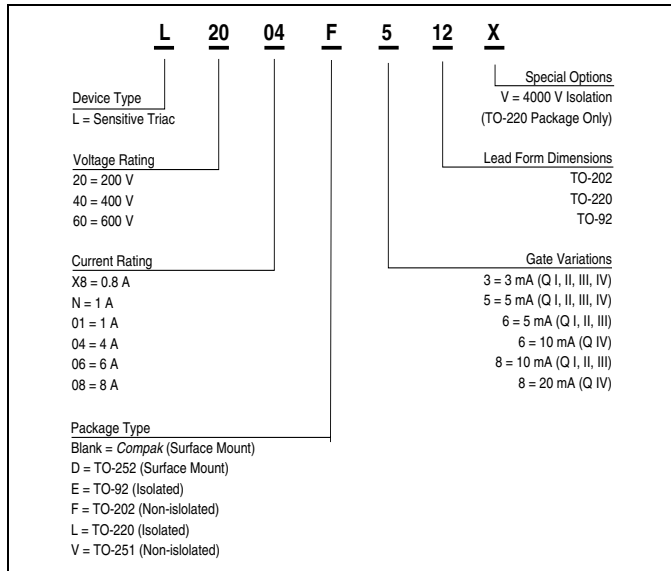 L 20 04 F 5 12 X
Device Type
L = Sensitive Triac
Voltage Rating
20 = 200 V
40 = 400 V
60 = 600 V
Current Rating
X8 = 0.8 A
N = 1 A
01 = 1 A
04 = 4 A
06 = 6 A
08 = 8 A
Package Type
Blank = Compak (Surface Mount)
D = TO-252 (Surface Mount)
E = TO-92 (Isolated)
F = TO-202 (Non-islolated)
L = TO-220 (Isolated)
V = TO-251 (Non-islolated)
Special Options
V = 4000 V Isolation
(TO-220 Package Only)
Lead Form Dimensions
TO-202
TO-220
TO-92
Gate Variations
3 = 3 mA (Q I, II, III, IV)
5 = 5 mA (Q I, II, III, IV)
6 = 5 mA (Q I, II, III)
6 = 10 mA (Q IV)
8 = 10 mA (Q I, II, III)
8 = 20 mA (Q IV)